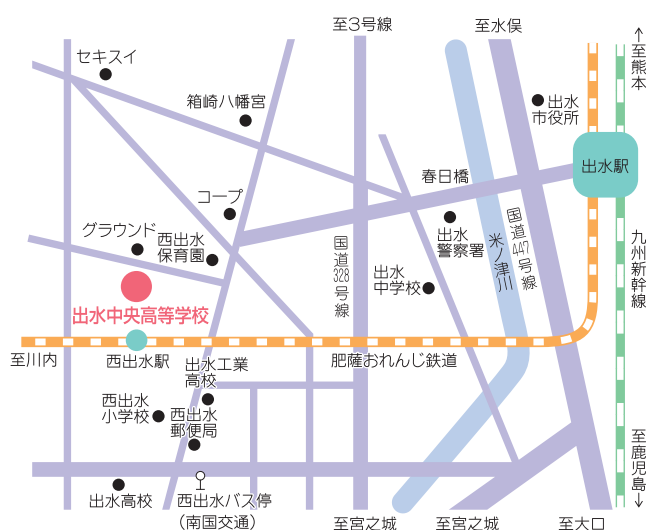 至3号線
至水俣
↑至熊本
セキスイ
箱崎八幡宮
出水
市役所
出水駅
春日橋
コープ
グラウンド
西出水
保育園
出水
警察署
国道447号線
米ノ津川
国道328号線
九州新幹線
出水
中学校
出水中央高等学校
至川内
西出水駅
肥薩おれんじ鉄道
出水工業
高校
西出水
小学校
西出水
郵便局
至鹿児島↓
出水高校
西出水バス停
(南国交通)
至宮之城
至宮之城
至大口